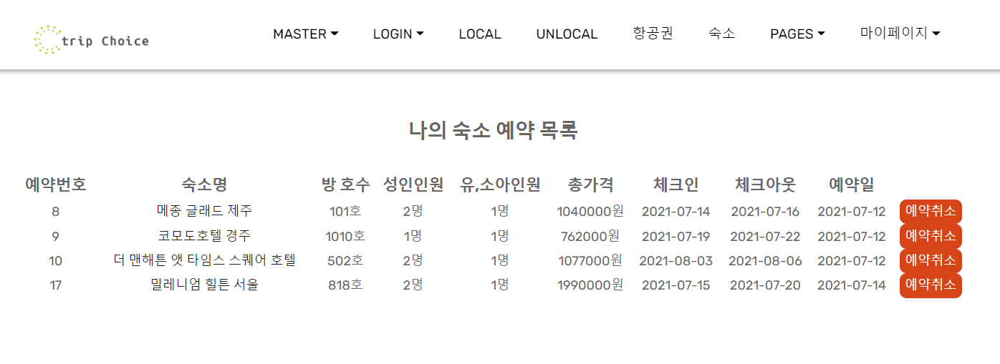 trip Choice MASTER LOGIN LOCAL UNLOCAL 항공권 숙소 PAGES 마이페이지
나의 숙소 예약 목록
예약번호 숙소명 방 호수 성인인원 유,소아인원 총가격 체크인 체크아웃 예약일
8 메종 글래드 제주 101호 2명 1명 1040000원 2021-07-14 2021-07-16 2021-07-12 예약취소
9 코모도호텔 경주 1010호 1명 1명 762000원 2021-07-19 2021-07-22 2021-07-12 예약취소
10 더 맨해튼 앳 타임스 스퀘어 호텔 502호 2명 1명 1077000원 2021-08-03 2021-08-06 2021-07-12 예약취소
17 밀레니엄 힐튼 서울 818호 2명 1명 1990000원 2021-07-15 2021-07-20 2021-07-14 예약취소